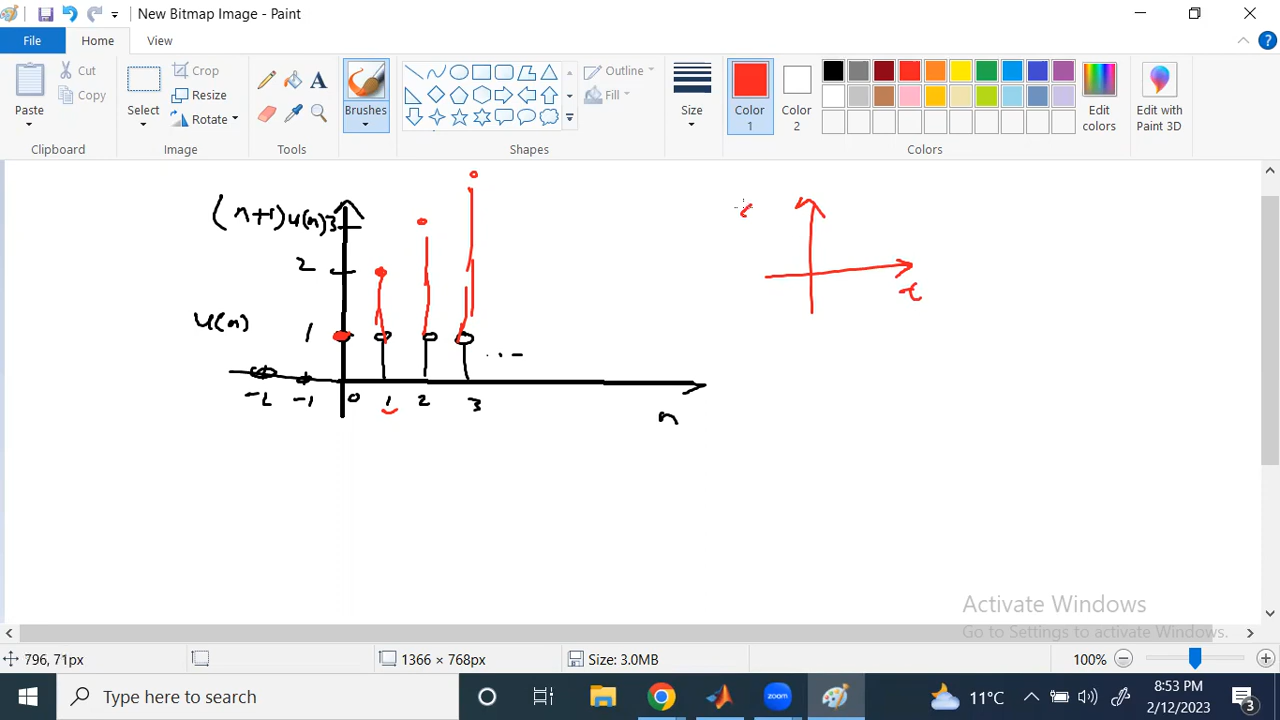 New Bitmap Image - Paint
File Home View
Paste
Cut
Copy
Clipboard
Select
Crop
Resize
Rotate
Image
Tools
Brushes
Outline
Fill
Shapes
Size
Color 1
Color 2
Edit colors
Edit with Paint 3D
Colors
(n+1)u(n) 3
2
u(n) 1
...
-2 -1 0 1 2 3
n
t
Activate Windows
Go to Settings to activate Windows.
796, 71px
1366 × 768px
Size: 3.0MB
100%
Type here to search
zoom
11°C
8:53 PM
2/12/2023
3